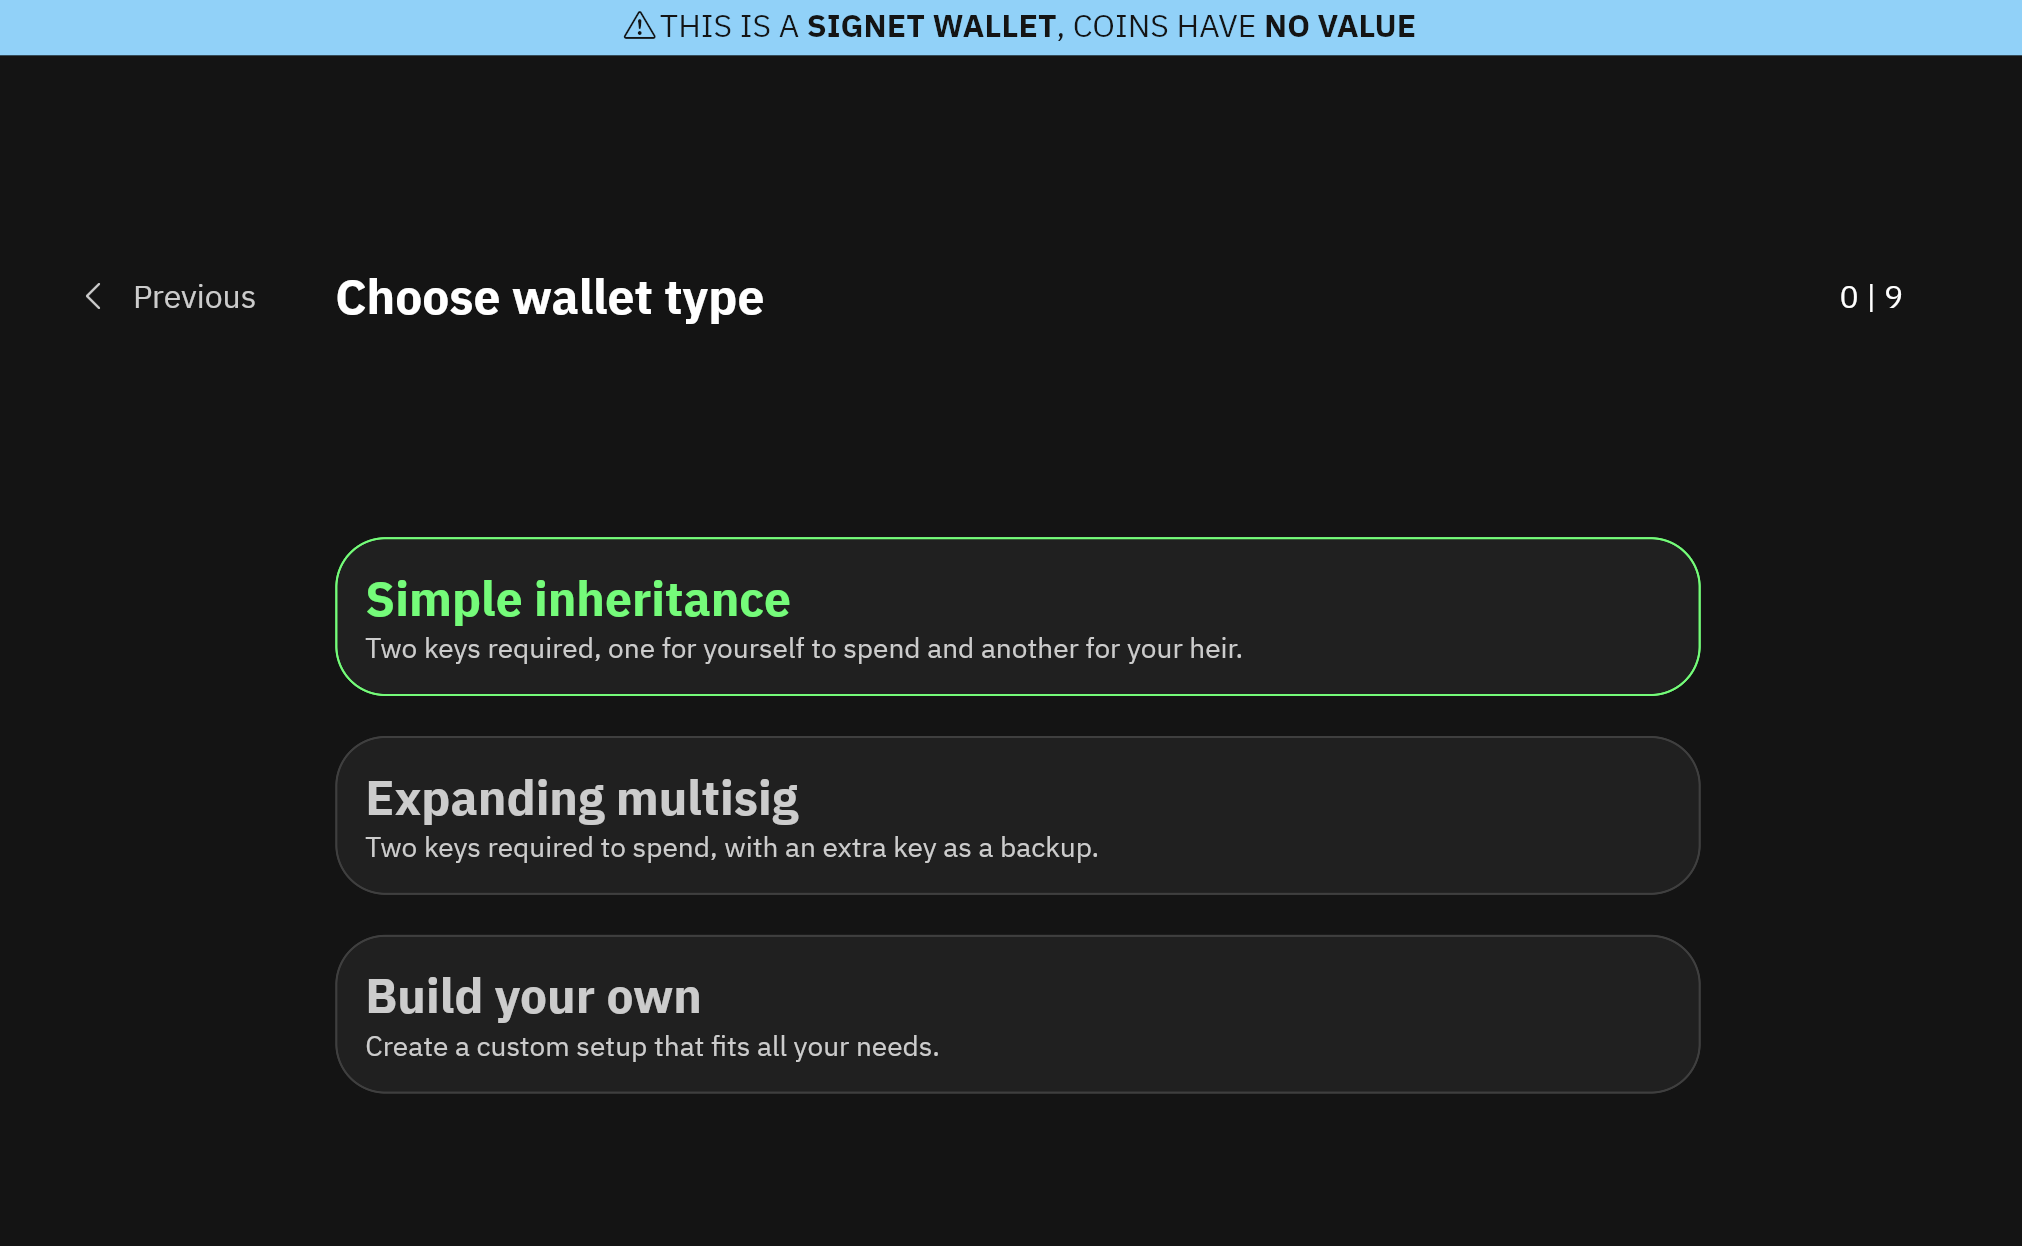 THIS IS A SIGNET WALLET, COINS HAVE NO VALUE
Previous
Choose wallet type
0 | 9
Simple inheritance
Two keys required, one for yourself to spend and another for your heir.
Expanding multisig
Two keys required to spend, with an extra key as a backup.
Build your own
Create a custom setup that fits all your needs.